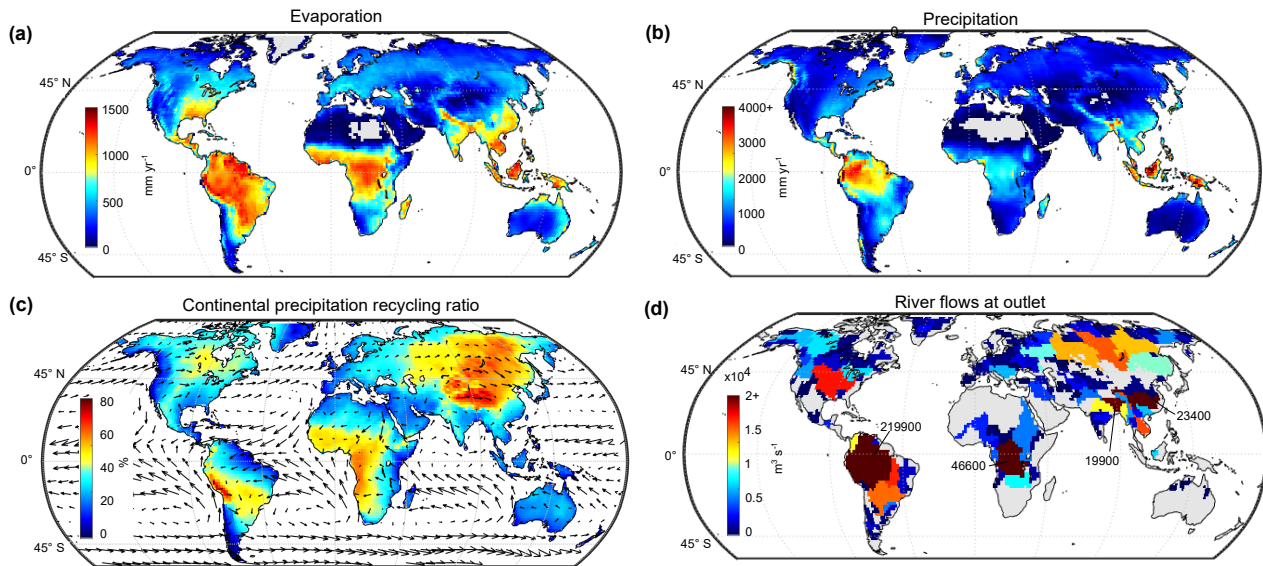 Evaporation
(a)
45° N
0°
45° S
1500
1000
500
0
mm yr⁻¹
Precipitation
(b)
0
45° N
0°
45° S
4000+
3000
2000
1000
0
mm yr⁻¹
Continental precipitation recycling ratio
(c)
45° N
0°
45° S
80
60
40
20
0
%
River flows at outlet
(d)
45° N
0°
45° S
x10⁴
2+
1.5
1
0.5
0
m³ s⁻¹
219900
46600
19900
23400